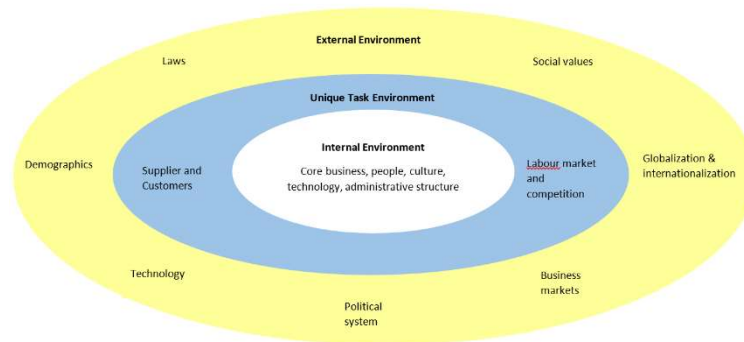 External Environment
Laws
Social values
Unique Task Environment
Internal Environment
Core business, people, culture,
technology, administrative structure
Demographics
Supplier and
Customers
Labour market
and
competition
Globalization &
internationalization
Technology
Business
markets
Political
system